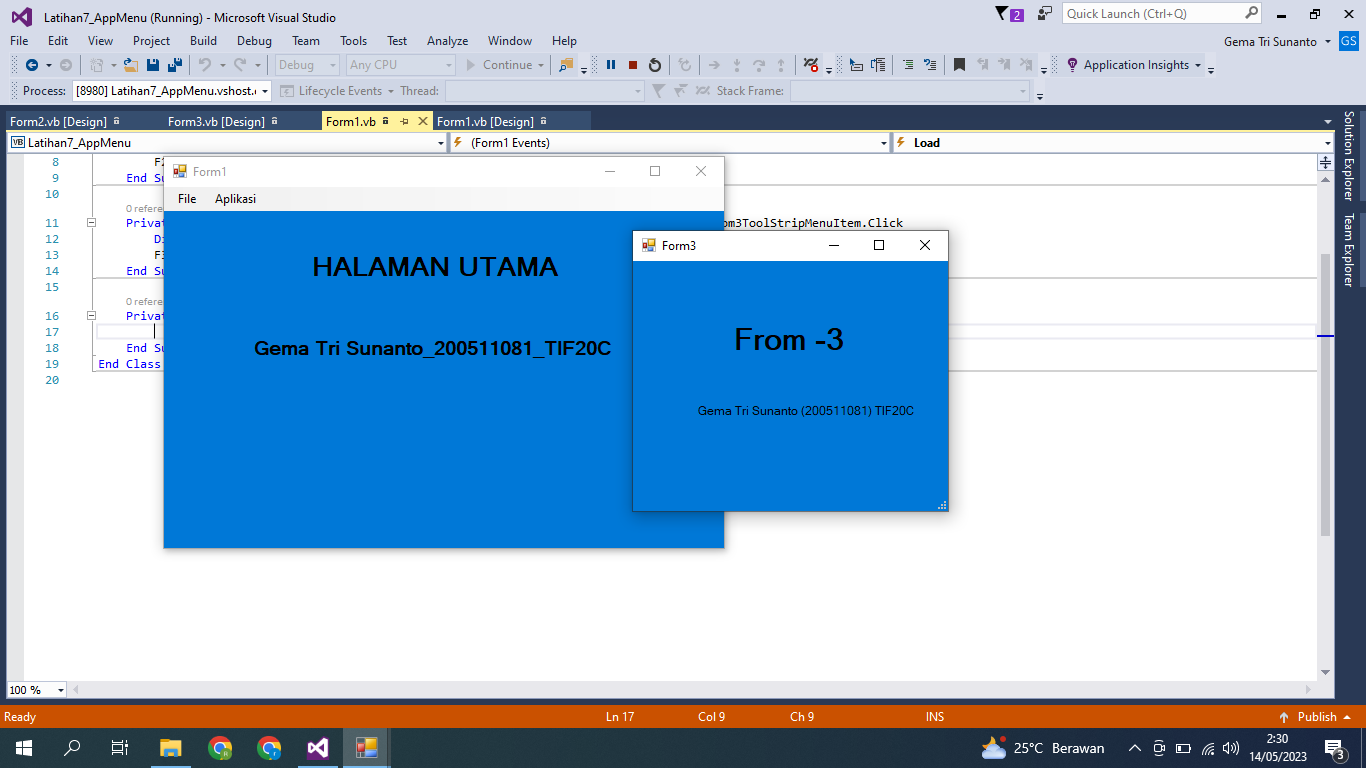 Latihan7_AppMenu (Running) - Microsoft Visual Studio
2
Quick Launch (Ctrl+Q)
File Edit View Project Build Debug Team Tools Test Analyze Window Help
Gema Tri Sunanto GS
Debug Any CPU Continue Application Insights
Process: [8980] Latihan7_AppMenu.vshost. Lifecycle Events Thread: Stack Frame:
Form2.vb [Design] Form3.vb [Design] Form1.vb Form1.vb [Design]
Solution Explorer
Team Explorer
VB Latihan7_AppMenu (Form1 Events) Load
8
9 End Su
10
0 refere
11 Privat m3ToolStripMenuItem.Click
12
13
14 End Su
15
0 refere
16 Privat
17
18 End Su
19 End Class
20
Form1
File Aplikasi
HALAMAN UTAMA
Gema Tri Sunanto_200511081_TIF20C
Form3
From -3
Gema Tri Sunanto (200511081) TIF20C
100 %
Ready Ln 17 Col 9 Ch 9 INS Publish
25°C Berawan
2:30
14/05/2023
3